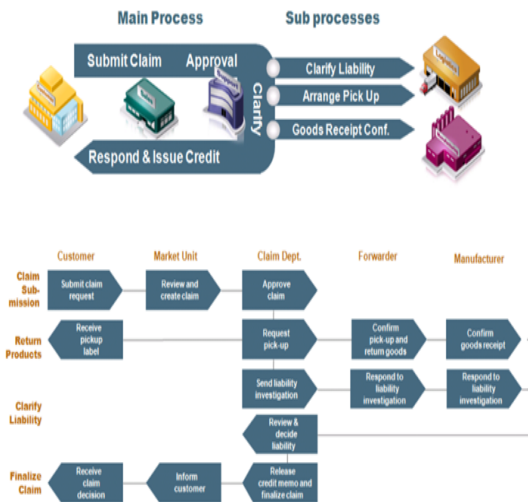 Main Process
Sub processes
Submit Claim
Approval
Clarify
Clarify Liability
Arrange Pick Up
Goods Receipt Conf.
Respond & Issue Credit
Customer
Market Unit
Claim Dept.
Forwarder
Manufacturer
Claim
Sub-
mission
Submit claim
request
Review and
create claim
Approve
claim
Return
Products
Receive
pickup
label
Request
pick-up
Confirm
pick-up and
return goods
Confirm
goods receipt
Clarify
Liability
Send liability
investigation
Respond to
liability
investigation
Respond to
liability
investigation
Review &
decide
liability
Finalize
Claim
Receive
claim
decision
Inform
customer
Release
credit memo and
finalize claim